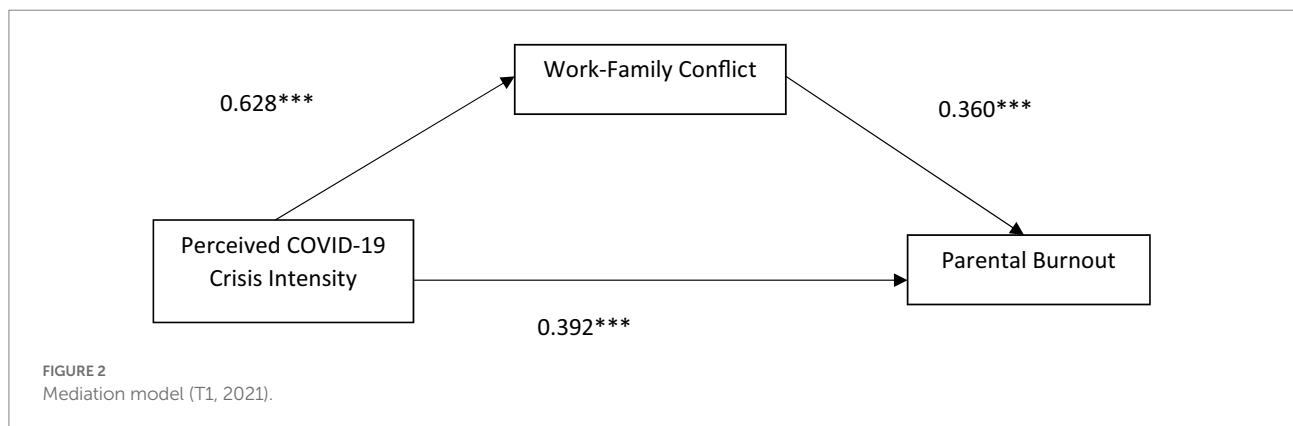 Work-Family Conflict
0.628***
0.360***
Perceived COVID-19
Crisis Intensity
Parental Burnout
0.392***
FIGURE 2
Mediation model (T1, 2021).